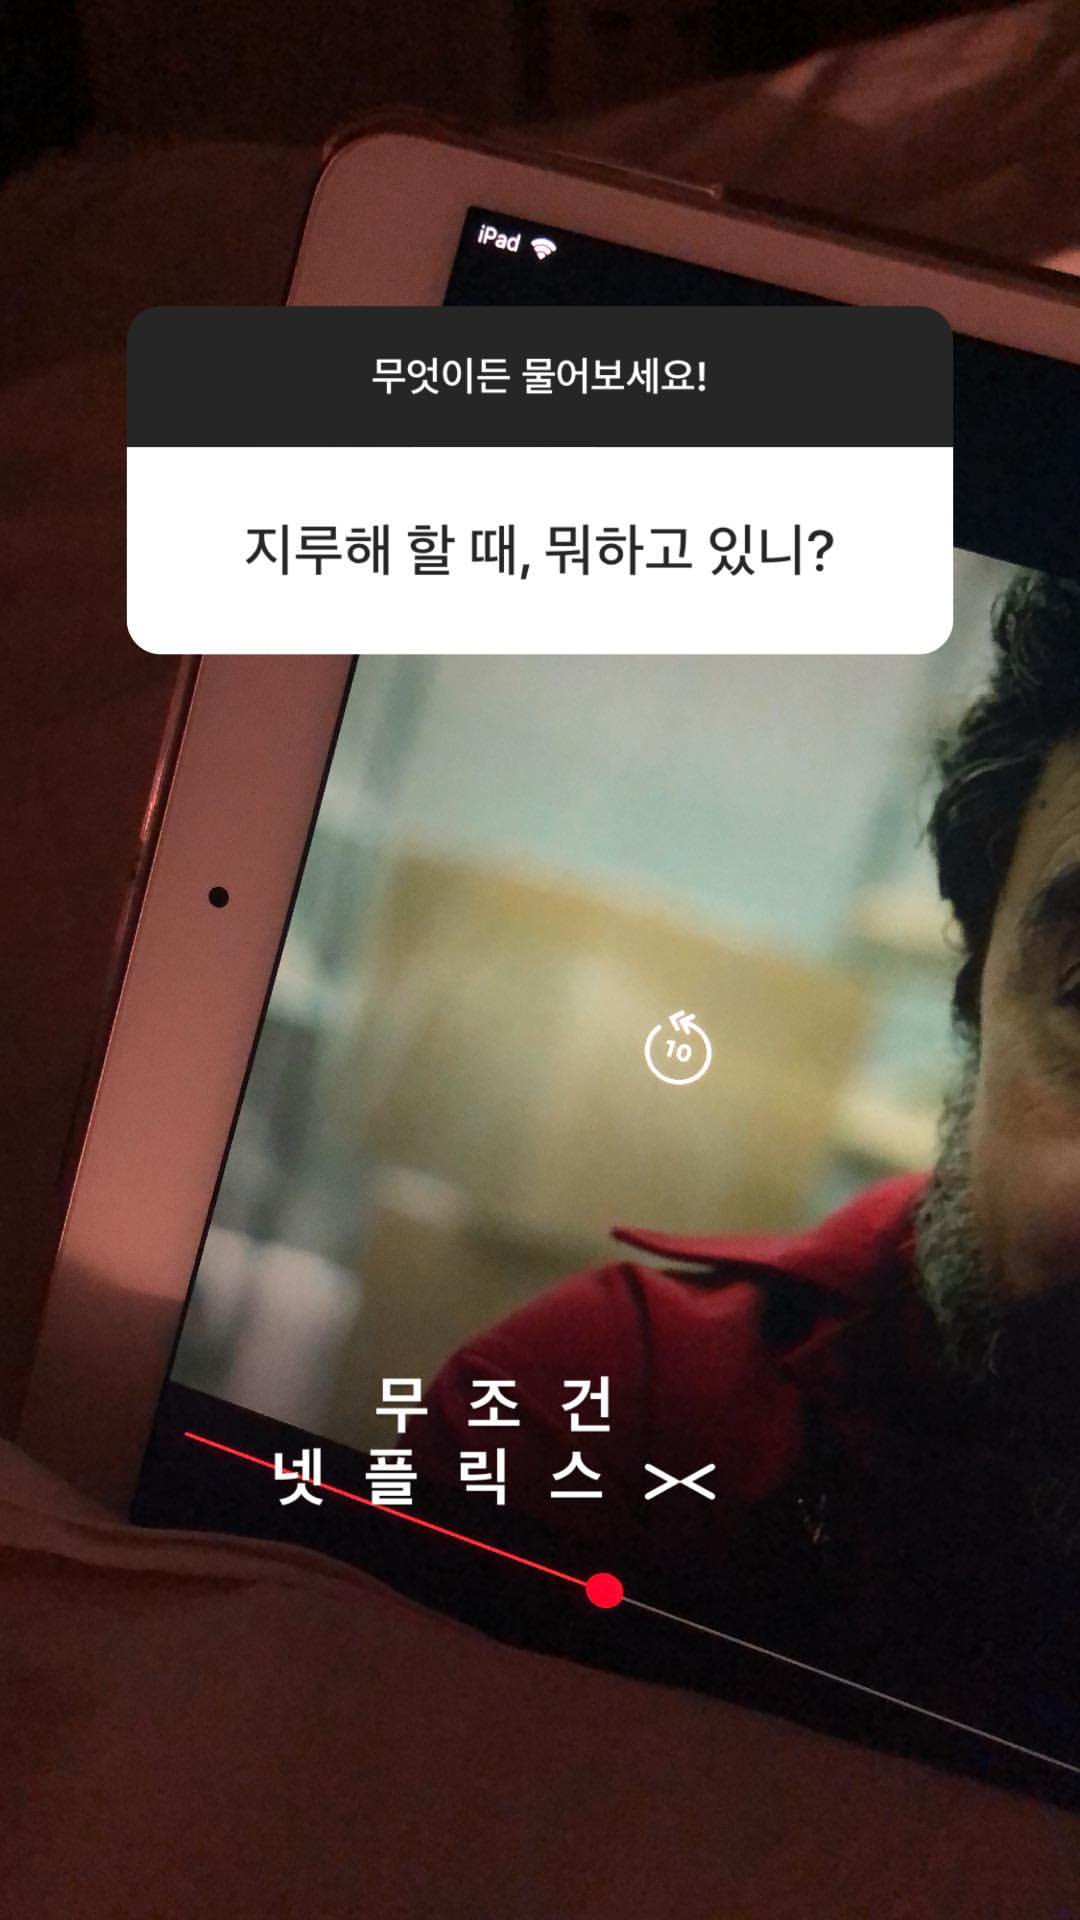 iPad
무엇이든 물어보세요!
지루해 할 때, 뭐하고 있니?
10
무 조 건
넷 플 릭 스 ><